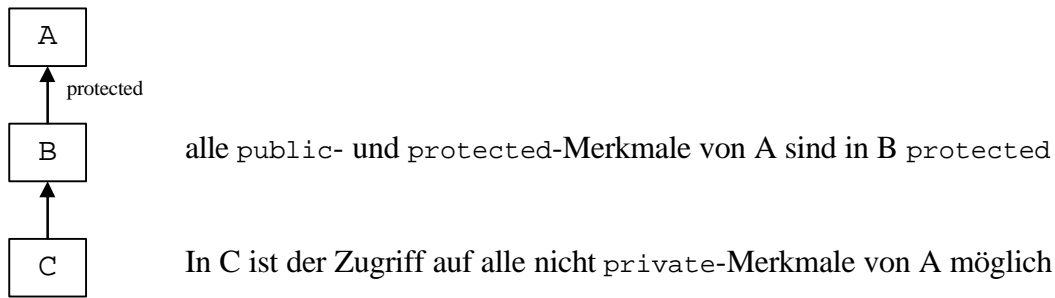 A
protected
B
alle public- und protected-Merkmale von A sind in B protected
C
In C ist der Zugriff auf alle nicht private-Merkmale von A möglich